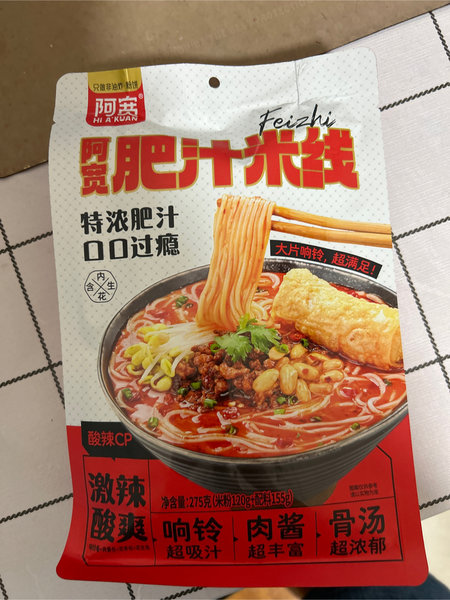 只做非油炸 粉饼
阿宽®
HI A'KUAN
Feizhi
阿宽
肥汁米线
特浓肥汁
口口过瘾
内含花生
大片响铃，超满足！
酸辣CP
激辣
酸爽
净含量:275克(米粉120g+配料155g)
响铃
超吸汁
肉酱
超丰富
骨汤
超浓郁